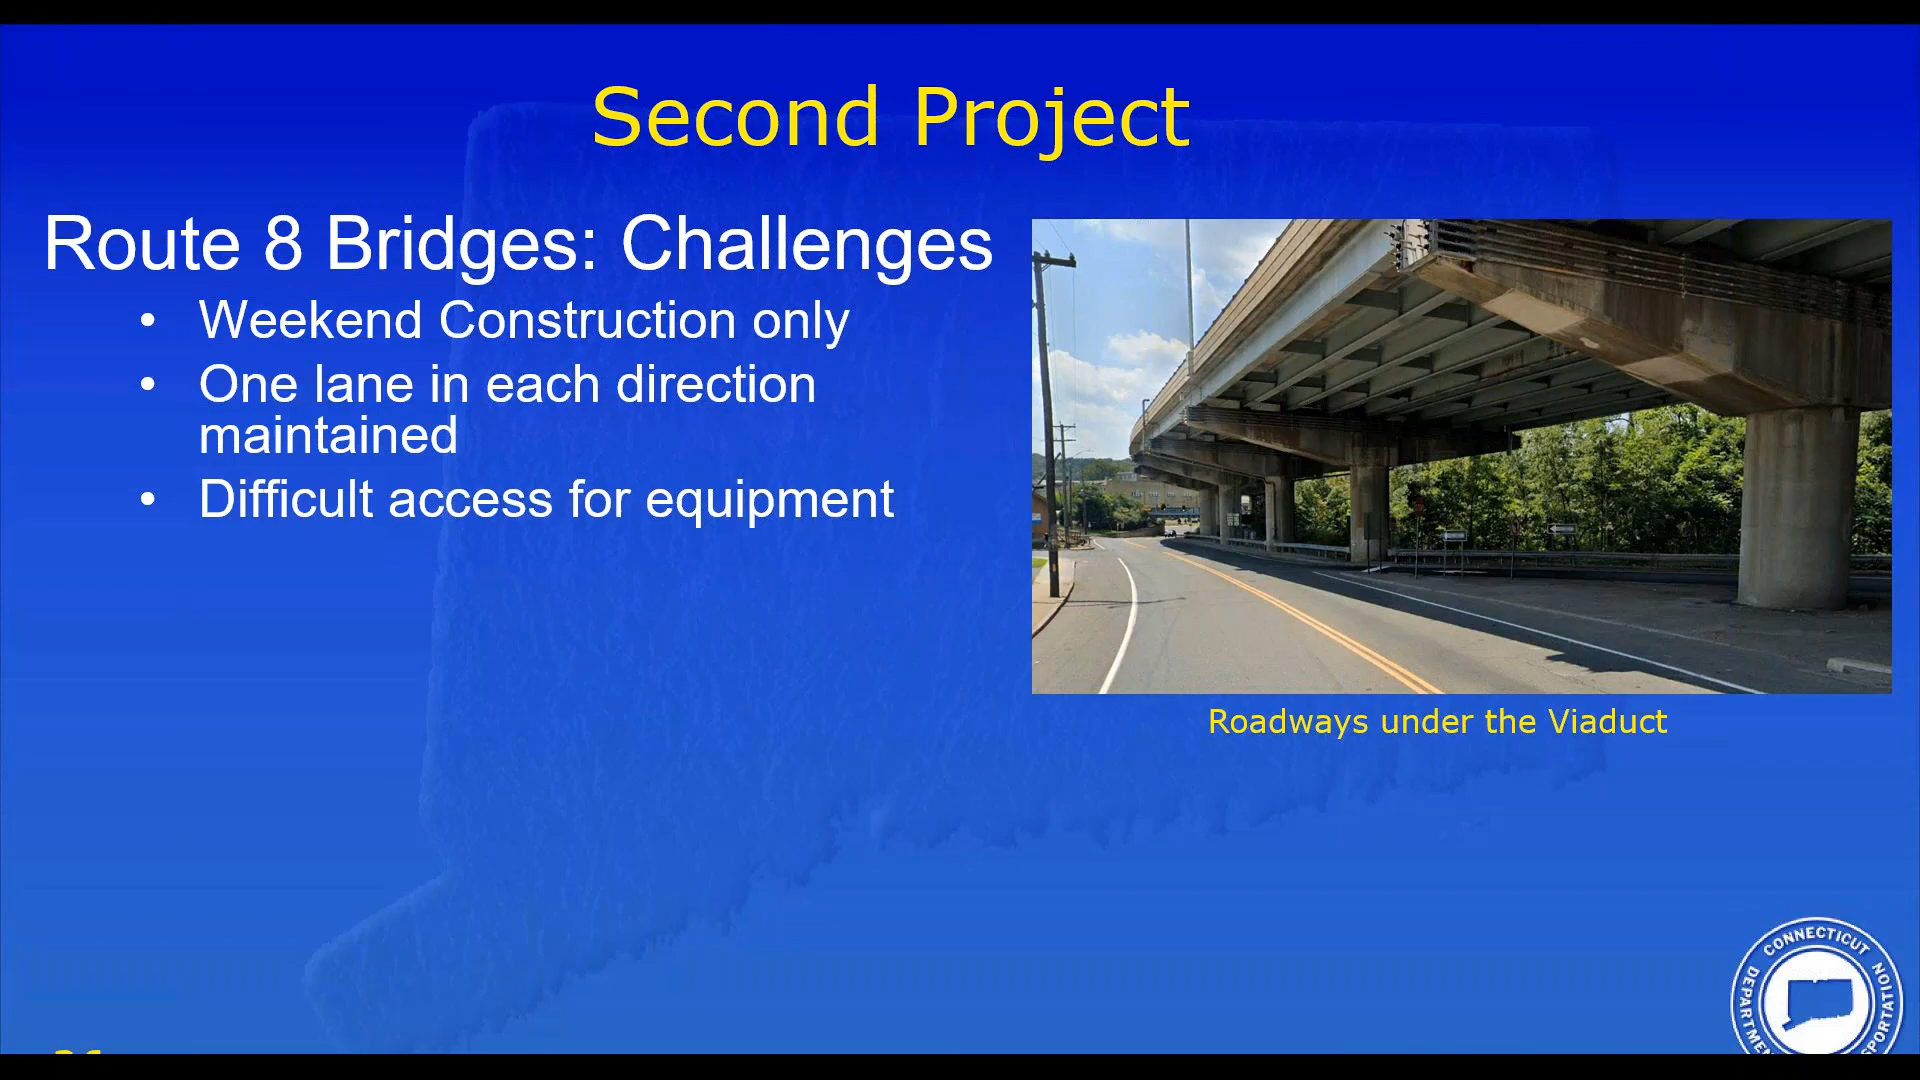 Second Project
Route 8 Bridges: Challenges
• Weekend Construction only
• One lane in each direction
maintained
• Difficult access for equipment
Roadways under the Viaduct
CONNECTICUT